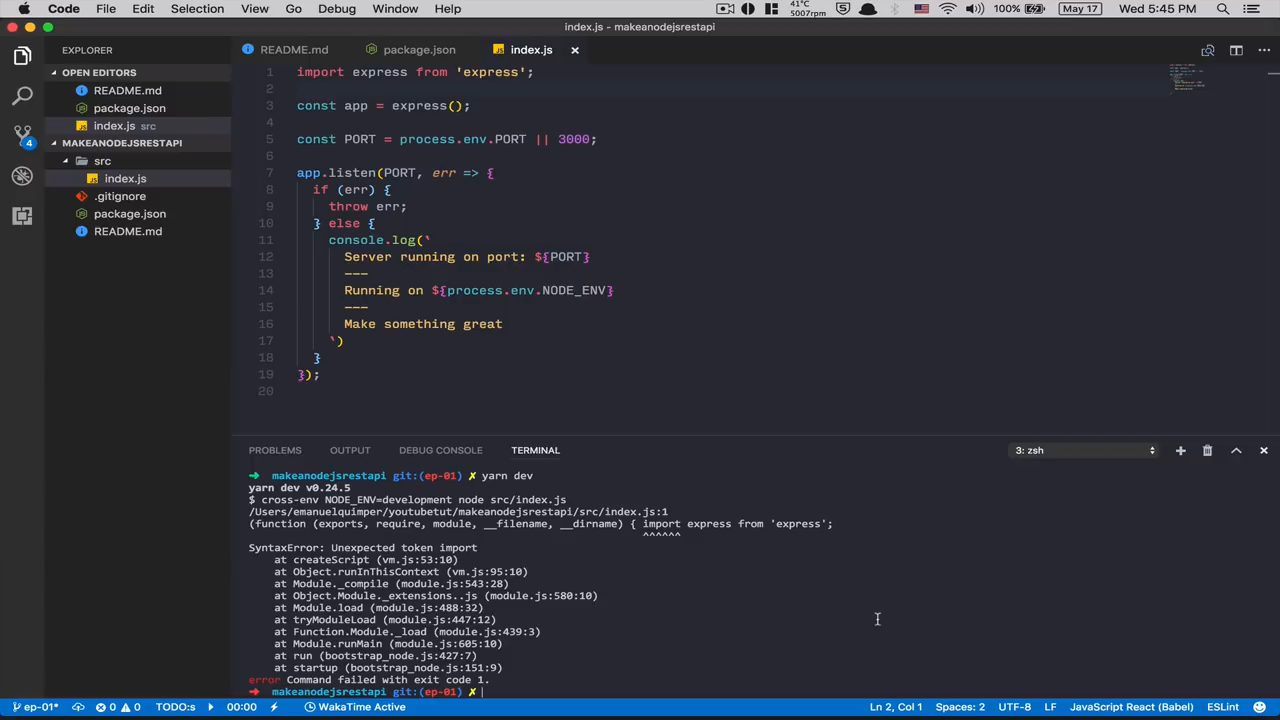 Code File Edit Selection View Go Debug Window Help 41°C 5007rpm 5 100% May 17 Wed 5:45 PM
index.js - makeanodejsrestapi
EXPLORER
README.md package.json index.js
OPEN EDITORS
README.md
package.json
index.js src
MAKEANODEJSRESTAPI
src
index.js
.gitignore
package.json
README.md
4
1 import express from 'express';
2
3 const app = express();
4
5 const PORT = process.env.PORT || 3000;
6
7 app.listen(PORT, err => {
8 if (err) {
9 throw err;
10 } else {
11 console.log(`
12 Server running on port: ${PORT}
13 ---
14 Running on ${process.env.NODE_ENV}
15 ---
16 Make something great
17 `)
18 }
19 });
20
PROBLEMS OUTPUT DEBUG CONSOLE TERMINAL 3: zsh
➜ makeanodejsrestapi git:(ep-01) ✗ yarn dev
yarn dev v0.24.5
$ cross-env NODE_ENV=development node src/index.js
/Users/emanuelquimper/youtubetut/makeanodejsrestapi/src/index.js:1
(function (exports, require, module, __filename, __dirname) { import express from 'express';
^^^^^^
SyntaxError: Unexpected token import
at createScript (vm.js:53:10)
at Object.runInThisContext (vm.js:95:10)
at Module._compile (module.js:543:28)
at Object.Module._extensions..js (module.js:580:10)
at Module.load (module.js:488:32)
at tryModuleLoad (module.js:447:12)
at Function.Module._load (module.js:439:3)
at Module.runMain (module.js:605:10)
at run (bootstrap_node.js:427:7)
at startup (bootstrap_node.js:151:9)
error Command failed with exit code 1.
➜ makeanodejsrestapi git:(ep-01) ✗
ep-01* 0 0 TODO:s 00:00 WakaTime Active Ln 2, Col 1 Spaces: 2 UTF-8 LF JavaScript React (Babel) ESLint